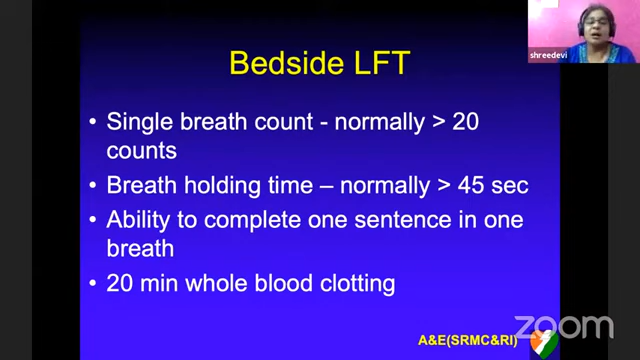 shreedevi
Bedside LFT
• Single breath count - normally > 20
counts
• Breath holding time – normally > 45 sec
• Ability to complete one sentence in one
breath
• 20 min whole blood clotting
A&E(SRMC&RI)
zoom